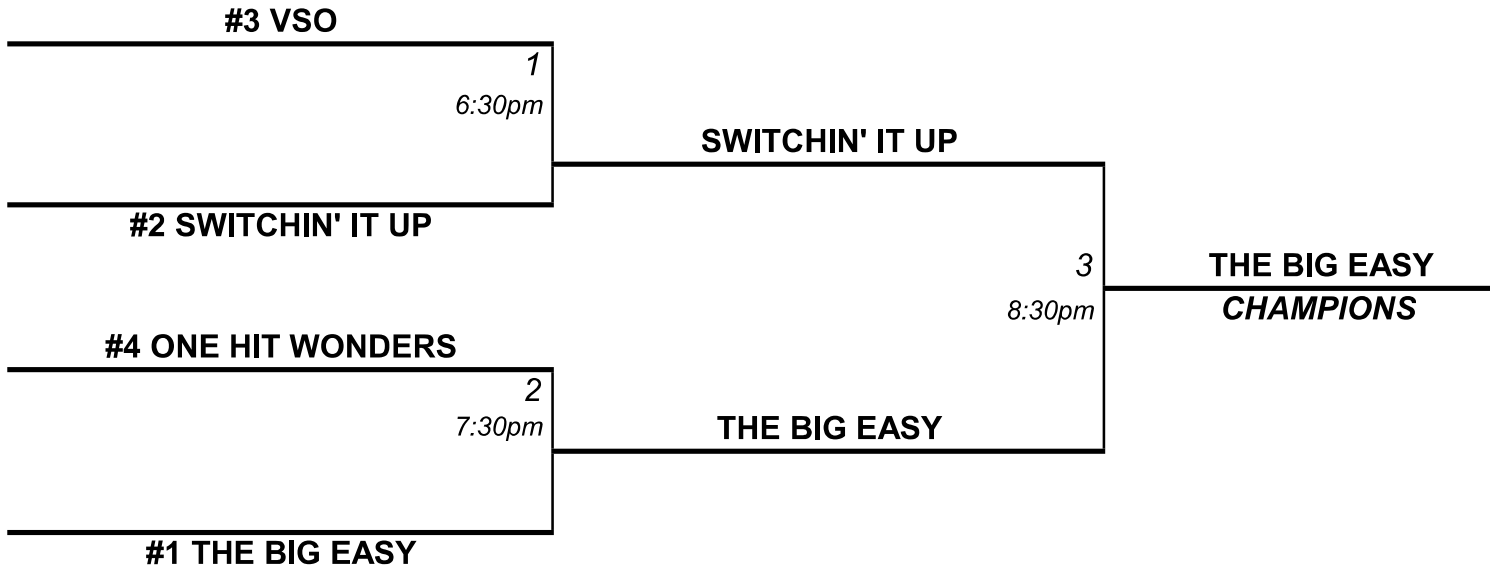 #3 VSO
1
6:30pm
SWITCHIN' IT UP
#2 SWITCHIN' IT UP
3
8:30pm
THE BIG EASY
CHAMPIONS
#4 ONE HIT WONDERS
2
7:30pm
THE BIG EASY
#1 THE BIG EASY